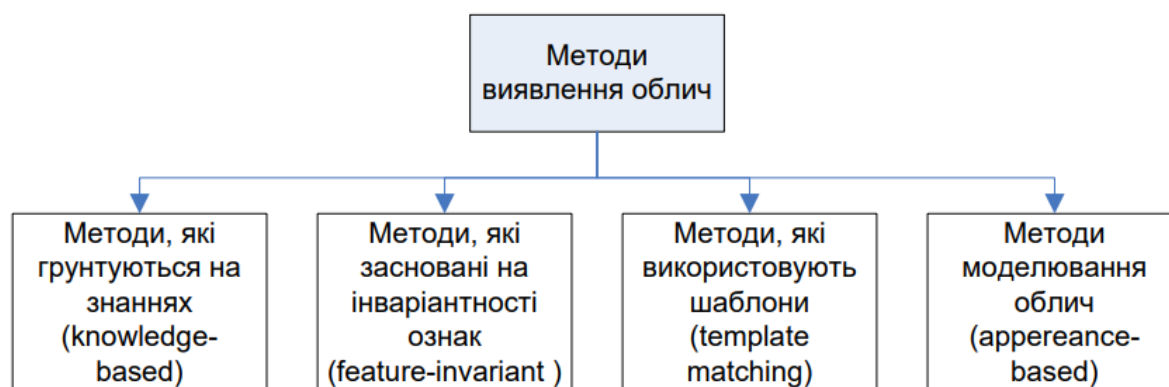 Методи
виявлення облич
Методи, які
грунтуються на
знаннях
(knowledge-
based)
Методи, які
засновані на
інваріантності
ознак
(feature-invariant )
Методи, які
використовують
шаблони
(template
matching)
Методи
моделювання
облич
(appereance-
based)